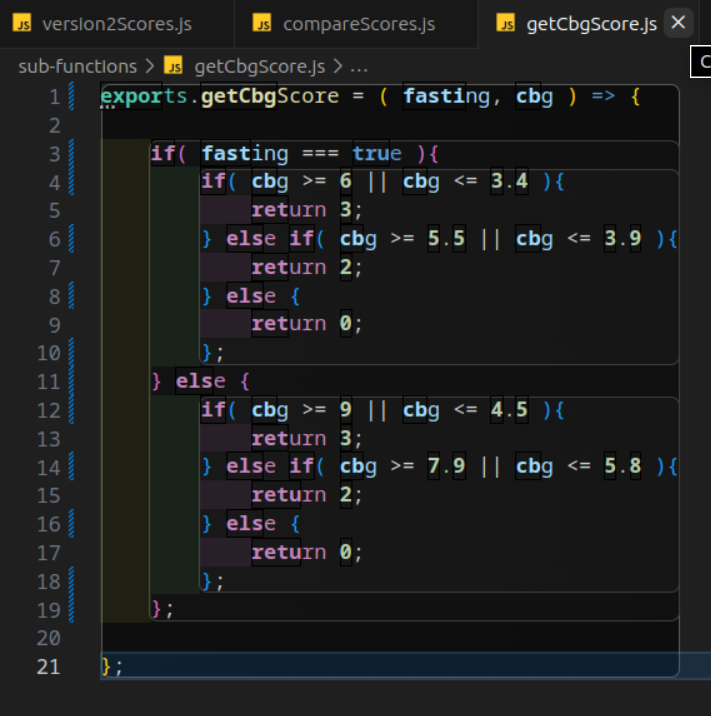 JS version2Scores.js JS compareScores.js JS getCbgScore.js ×
sub-functions > JS getCbgScore.js > ...
C
1 exports.getCbgScore = ( fasting, cbg ) => {
2
3 if( fasting === true ){
4 if( cbg >= 6 || cbg <= 3.4 ){
5 return 3;
6 } else if( cbg >= 5.5 || cbg <= 3.9 ){
7 return 2;
8 } else {
9 return 0;
10 };
11 } else {
12 if( cbg >= 9 || cbg <= 4.5 ){
13 return 3;
14 } else if( cbg >= 7.9 || cbg <= 5.8 ){
15 return 2;
16 } else {
17 return 0;
18 };
19 };
20
21 };